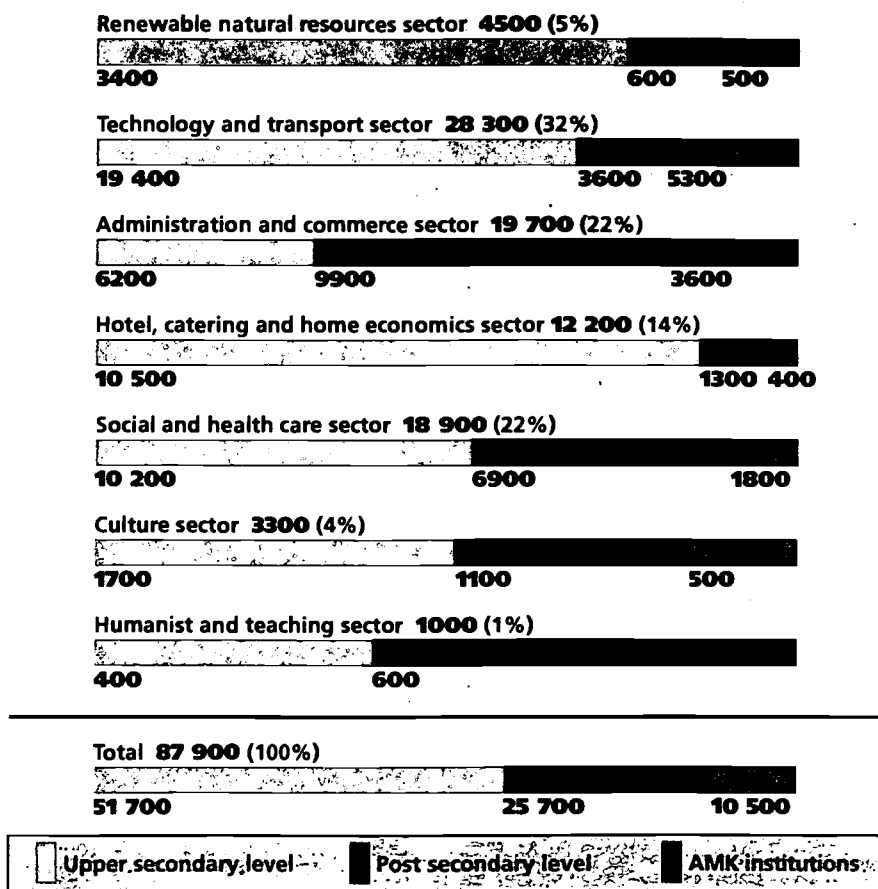 Renewable natural resources sector 4500 (5%)
3400 600 500
Technology and transport sector 28 300 (32%)
19 400 3600 5300
Administration and commerce sector 19 700 (22%)
6200 9900 3600
Hotel, catering and home economics sector 12 200 (14%)
10 500 1300 400
Social and health care sector 18 900 (22%)
10 200 6900 1800
Culture sector 3300 (4%)
1700 1100 500
Humanist and teaching sector 1000 (1%)
400 600
Total 87 900 (100%)
51 700 25 700 10 500
Upper secondary level Post secondary level AMK institutions